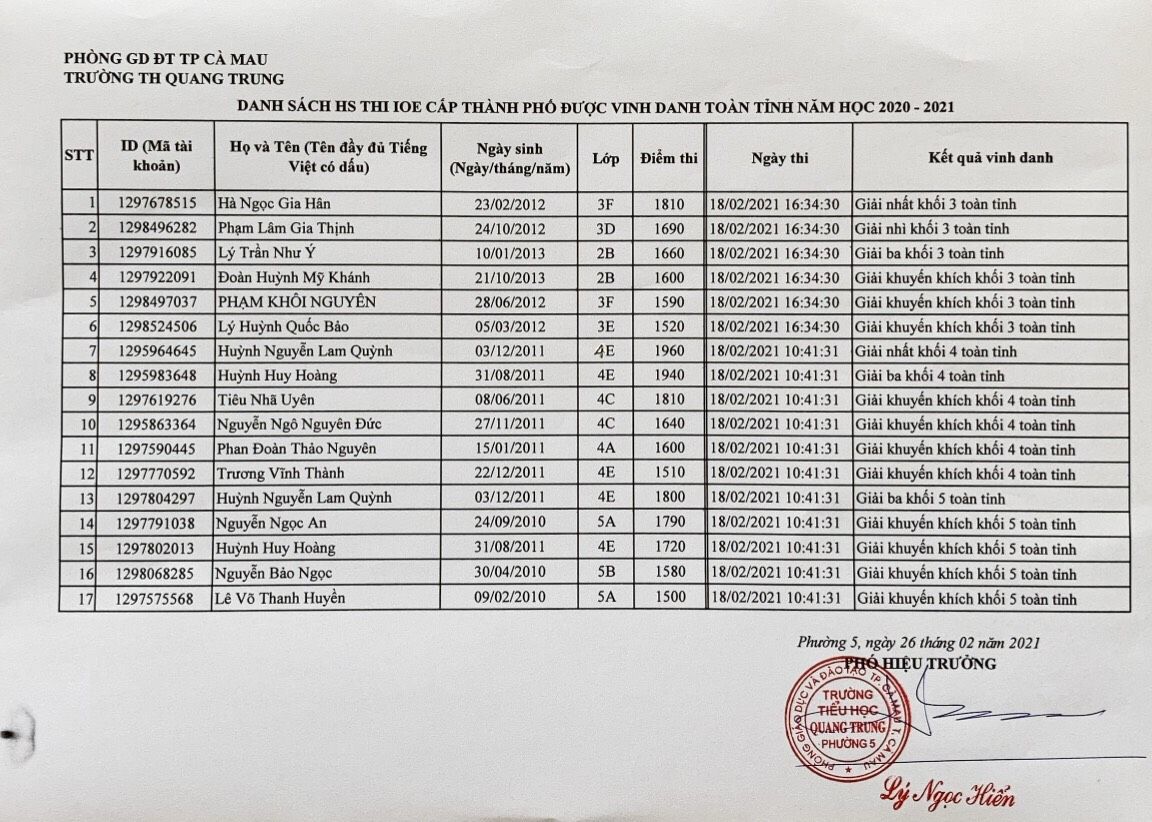 PHÒNG GD ĐT TP CÀ MAU
TRƯỜNG TH QUANG TRUNG
DANH SÁCH HS THI IOE CẤP THÀNH PHỐ ĐƯỢC VINH DANH TOÀN TỈNH NĂM HỌC 2020 - 2021
STT ID (Mã tài khoản) Họ và Tên (Tên đầy đủ Tiếng Việt có dấu) Ngày sinh (Ngày/tháng/năm) Lớp Điểm thi Ngày thi Kết quả vinh danh
1 1297678515 Hà Ngọc Gia Hân 23/02/2012 3F 1810 18/02/2021 16:34:30 Giải nhất khối 3 toàn tỉnh
2 1298496282 Phạm Lâm Gia Thịnh 24/10/2012 3D 1690 18/02/2021 16:34:30 Giải nhì khối 3 toàn tỉnh
3 1297916085 Lý Trần Như Ý 10/01/2013 2B 1660 18/02/2021 16:34:30 Giải ba khối 3 toàn tỉnh
4 1297922091 Đoàn Huỳnh Mỹ Khánh 21/10/2013 2B 1600 18/02/2021 16:34:30 Giải khuyến khích khối 3 toàn tỉnh
5 1298497037 PHẠM KHÔI NGUYÊN 28/06/2012 3F 1590 18/02/2021 16:34:30 Giải khuyến khích khối 3 toàn tỉnh
6 1298524506 Lý Huỳnh Quốc Bảo 05/03/2012 3E 1520 18/02/2021 16:34:30 Giải khuyến khích khối 3 toàn tỉnh
7 1295964645 Huỳnh Nguyễn Lam Quỳnh 03/12/2011 4E 1960 18/02/2021 10:41:31 Giải nhất khối 4 toàn tỉnh
8 1295983648 Huỳnh Huy Hoàng 31/08/2011 4E 1940 18/02/2021 10:41:31 Giải ba khối 4 toàn tỉnh
9 1297619276 Tiêu Nhã Uyên 08/06/2011 4C 1810 18/02/2021 10:41:31 Giải khuyến khích khối 4 toàn tỉnh
10 1295863364 Nguyễn Ngô Nguyên Đức 27/11/2011 4C 1640 18/02/2021 10:41:31 Giải khuyến khích khối 4 toàn tỉnh
11 1297590445 Phan Đoàn Thảo Nguyên 15/01/2011 4A 1600 18/02/2021 10:41:31 Giải khuyến khích khối 4 toàn tỉnh
12 1297770592 Trương Vĩnh Thành 22/12/2011 4E 1510 18/02/2021 10:41:31 Giải khuyến khích khối 4 toàn tỉnh
13 1297804297 Huỳnh Nguyễn Lam Quỳnh 03/12/2011 4E 1800 18/02/2021 10:41:31 Giải ba khối 5 toàn tỉnh
14 1297791038 Nguyễn Ngọc An 24/09/2010 5A 1790 18/02/2021 10:41:31 Giải khuyến khích khối 5 toàn tỉnh
15 1297802013 Huỳnh Huy Hoàng 31/08/2011 4E 1720 18/02/2021 10:41:31 Giải khuyến khích khối 5 toàn tỉnh
16 1298068285 Nguyễn Bảo Ngọc 30/04/2010 5B 1580 18/02/2021 10:41:31 Giải khuyến khích khối 5 toàn tỉnh
17 1297575568 Lê Võ Thanh Huyền 09/02/2010 5A 1500 18/02/2021 10:41:31 Giải khuyến khích khối 5 toàn tỉnh
Phường 5, ngày 26 tháng 02 năm 2021
PHÓ HIỆU TRƯỞNG
PHÒNG GIÁO DỤC VÀ ĐÀO TẠO TP. CÀ MAU T. CÀ MAU
TRƯỜNG
TIỂU HỌC
QUANG TRUNG
PHƯỜNG 5
Lý Ngọc Hiển